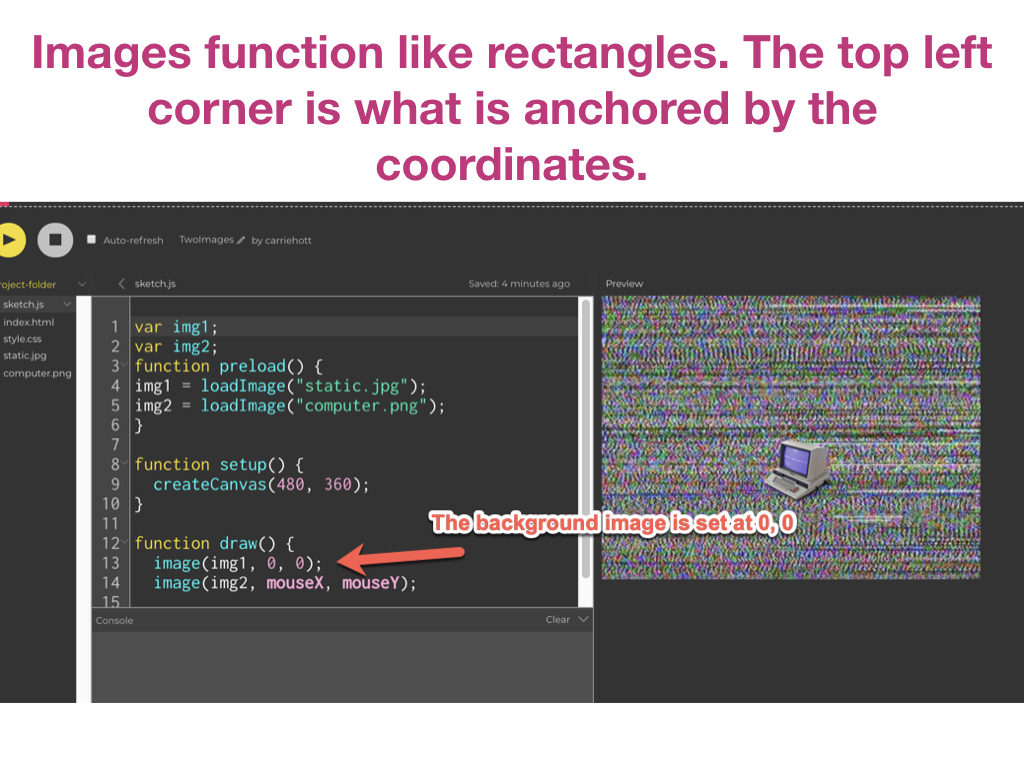 Images function like rectangles. The top left
corner is what is anchored by the
coordinates.
Auto-refresh TwoImages by carriehott
roject-folder
sketch.js
index.html
style.css
static.jpg
computer.png
sketch.js Saved: 4 minutes ago
Preview
1 var img1;
2 var img2;
3 function preload() {
4 img1 = loadImage("static.jpg");
5 img2 = loadImage("computer.png");
6 }
7
8 function setup() {
9   createCanvas(480, 360);
10 }
11
The background image is set at 0, 0
12 function draw() {
13   image(img1, 0, 0);
14   image(img2, mouseX, mouseY);
15
Console Clear